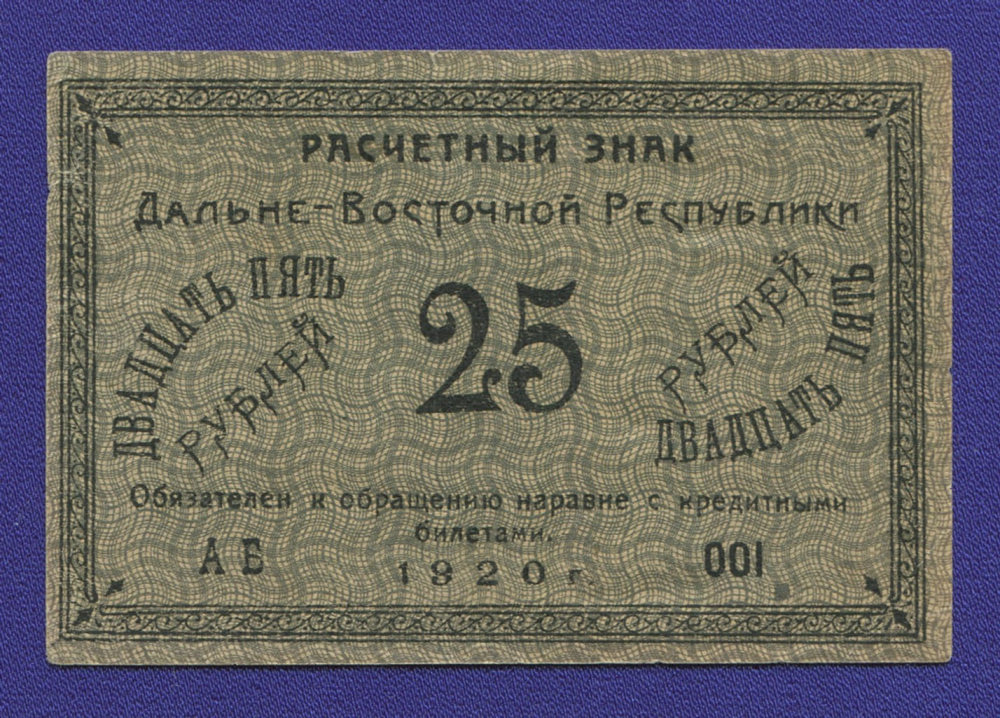 РАСЧЕТНЫЙ ЗНАК
Дальне-Восточной Республики
ДВАДЦАТЬ ПЯТЬ
РУБЛЕЙ
25
РУБЛЕЙ
ДВАДЦАТЬ ПЯТЬ
Обязателен к обращению наравне с кредитными
билетами.
АБ
001
1920 г.